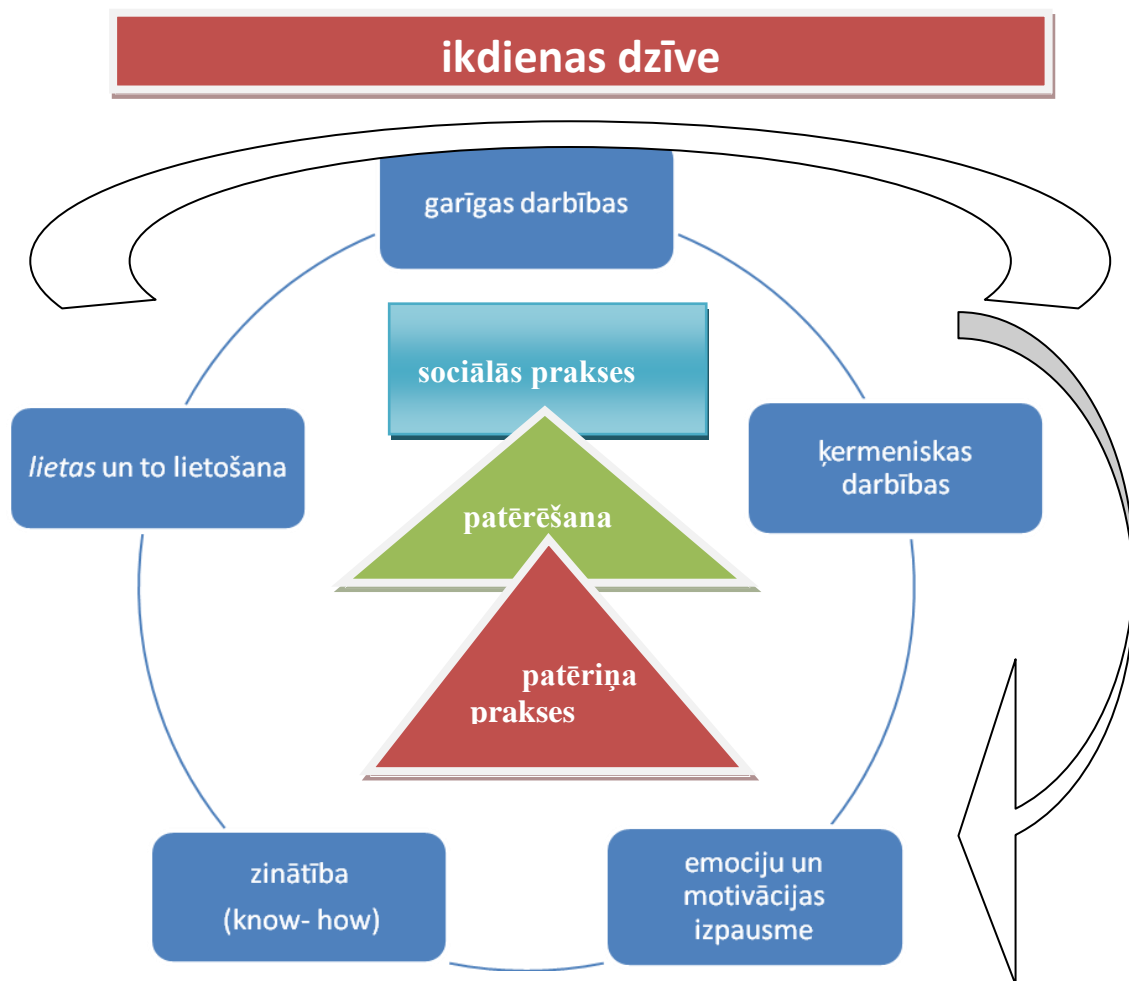 ikdienas dzīve
garīgas darbības
sociālās prakses
lietas un to lietošana
ķermeniskas
darbības
patērēšana
patēriņa
prakses
zinātība
(know- how)
emociju un
motivācijas
izpausme